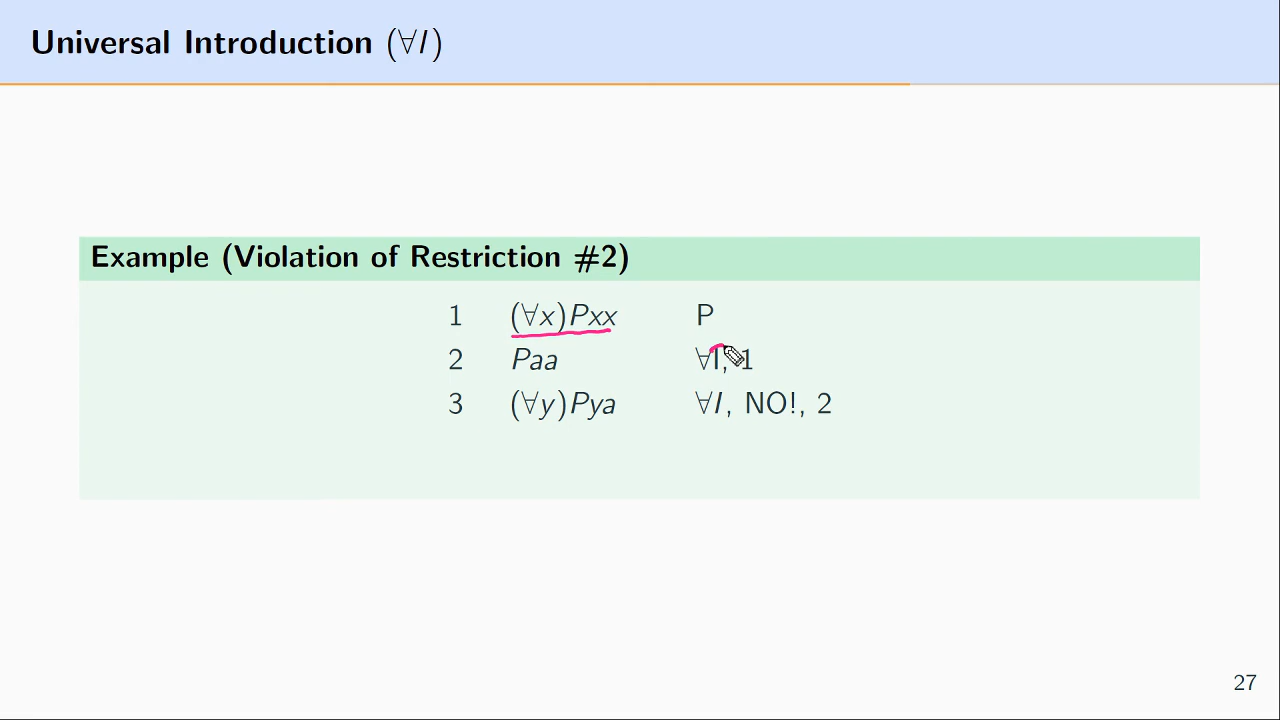 Universal Introduction (∀I)
Example (Violation of Restriction #2)
1 (∀x)Pxx P
2 Paa ∀I, 1
3 (∀y)Pya ∀I, NO!, 2
27